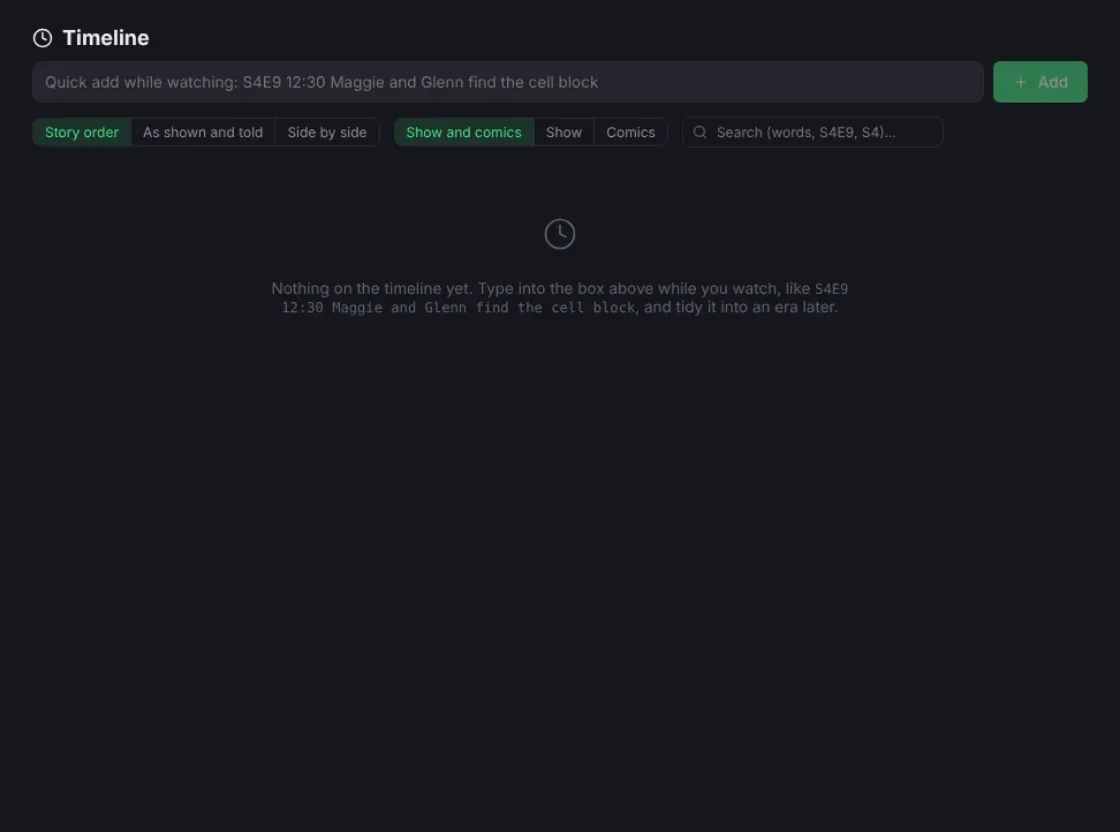 Timeline
Quick add while watching: S4E9 12:30 Maggie and Glenn find the cell block
+ Add
Story order As shown and told Side by side Show and comics Show Comics Search (words, S4E9, S4)...
Nothing on the timeline yet. Type into the box above while you watch, like S4E9
12:30 Maggie and Glenn find the cell block, and tidy it into an era later.